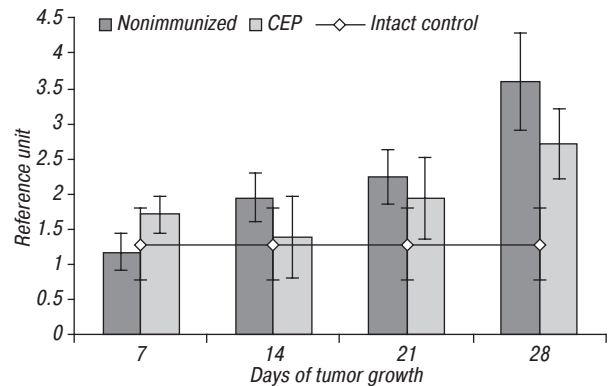 4.5
4
3.5
3
2.5
2
1.5
1
0.5
0
Reference unit
Nonimmunized CEP Intact control
7 14 21 28
Days of tumor growth